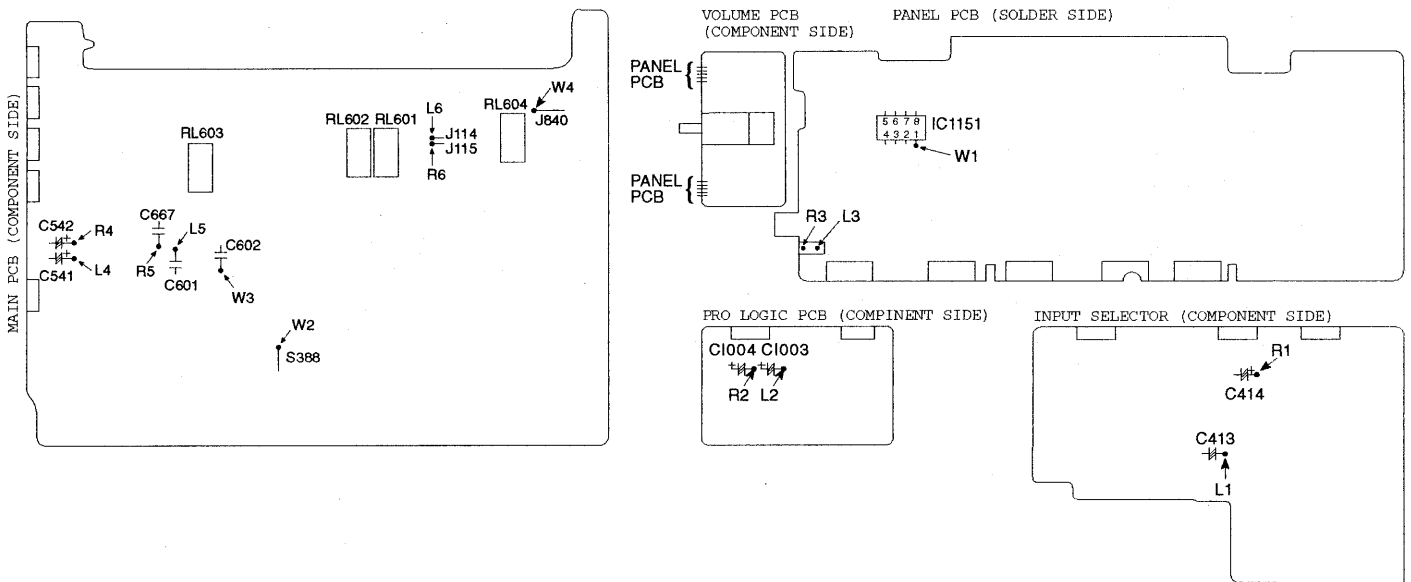 MAIN PCB (COMPONENT SIDE)
RL603
RL602
RL601
L6
J114
J115
R6
RL604
W4
J840
C542
R4
C541
L4
C667
R5
L5
C601
C602
W3
W2
S388
VOLUME PCB
(COMPONENT SIDE)
PANEL
PCB
{
PANEL
PCB
{
PANEL PCB (SOLDER SIDE)
5 6 7 8
4 3 2 1
IC1151
W1
R3
L3
PRO LOGIC PCB (COMPINENT SIDE)
C1004
C1003
R2
L2
INPUT SELECTOR (COMPONENT SIDE)
R1
C414
C413
L1